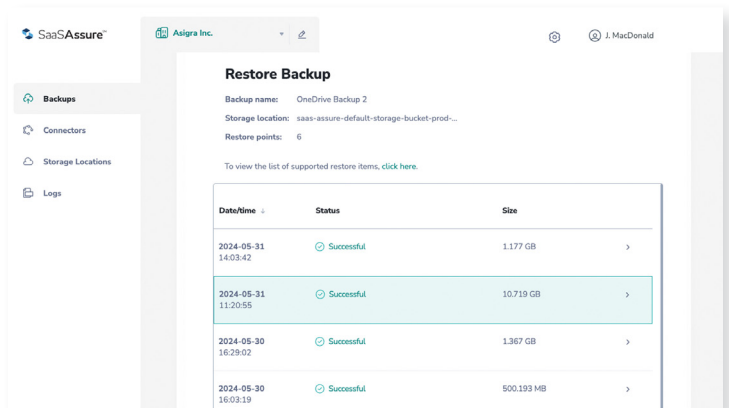 SaaSAssure™
Asigra Inc.
J. MacDonald
Backups
Connectors
Storage Locations
Logs
Restore Backup
Backup name: OneDrive Backup 2
Storage location: saas-assure-default-storage-bucket-prod-...
Restore points: 6
To view the list of supported restore items, click here.
Date/time ↓ Status Size
2024-05-31 Successful 1.177 GB >
14:03:42
2024-05-31 Successful 10.719 GB >
11:20:55
2024-05-30 Successful 1.367 GB >
16:29:02
2024-05-30 Successful 500.193 MB >
16:03:19